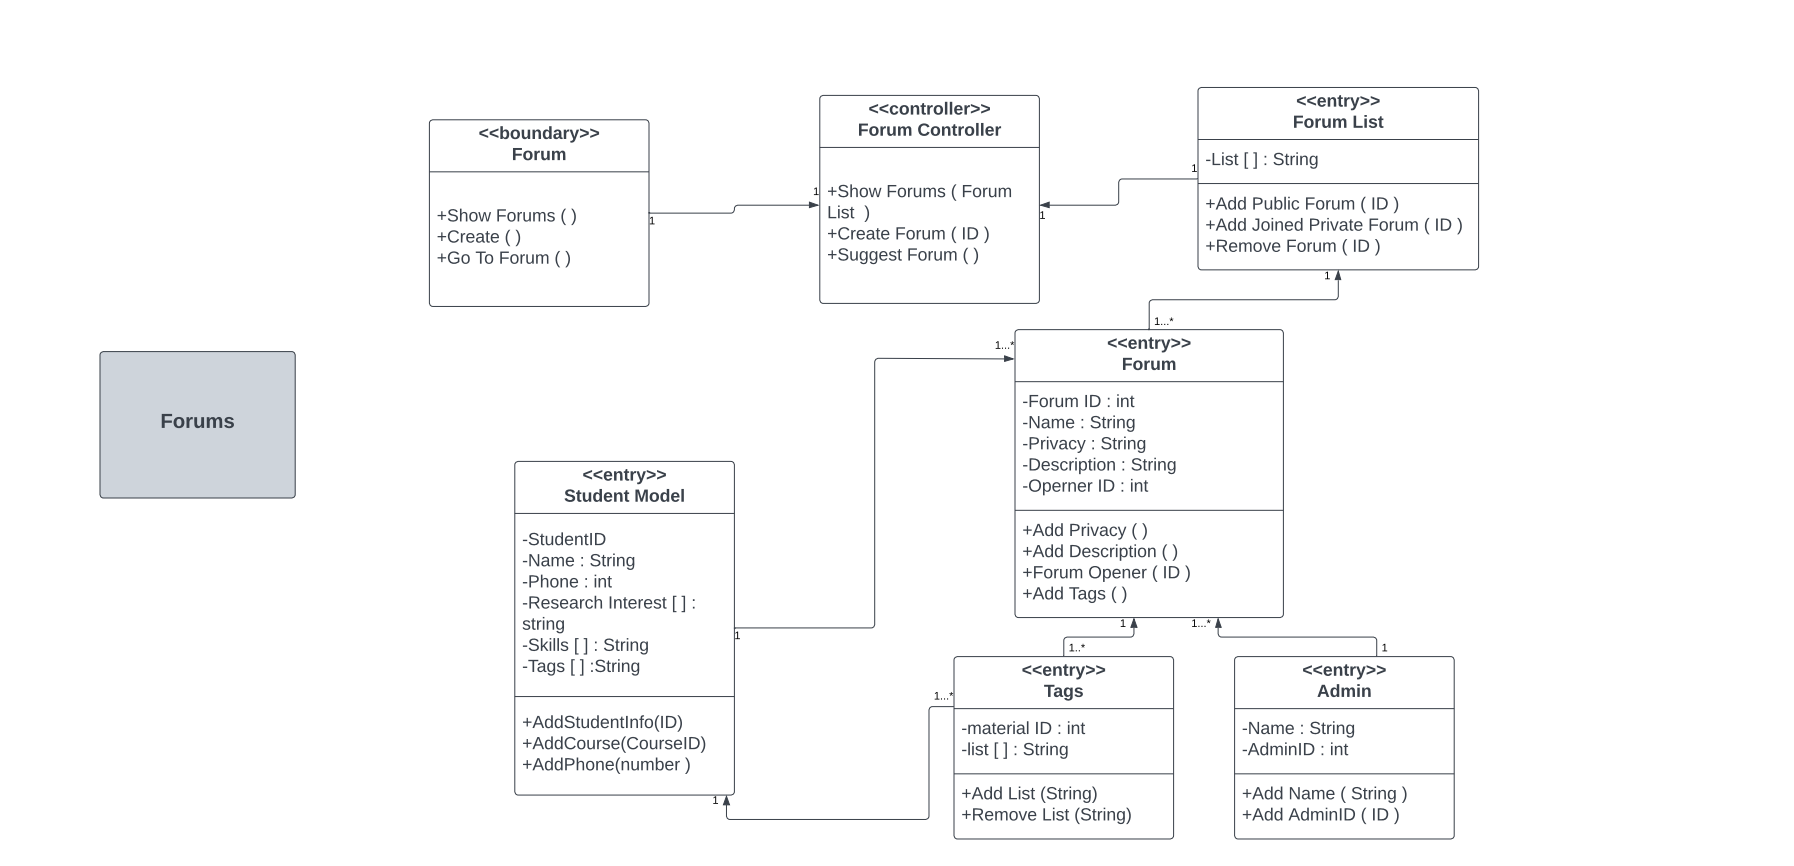 Forums
<<boundary>>
Forum
+Show Forums ( )
+Create ( )
+Go To Forum ( )
1
1
<<controller>>
Forum Controller
+Show Forums ( Forum
List  )
+Create Forum ( ID )
+Suggest Forum ( )
1
1
<<entry>>
Forum List
-List [ ] : String
+Add Public Forum ( ID )
+Add Joined Private Forum ( ID )
+Remove Forum ( ID )
1
1...*
1...*
<<entry>>
Forum
-Forum ID : int
-Name : String
-Privacy : String
-Description : String
-Operner ID : int
+Add Privacy ( )
+Add Description ( )
+Forum Opener ( ID )
+Add Tags ( )
<<entry>>
Student Model
-StudentID
-Name : String
-Phone : int
-Research Interest [ ] :
string
-Skills [ ] : String
-Tags [ ] :String
+AddStudentInfo(ID)
+AddCourse(CourseID)
+AddPhone(number )
1
1
1
1..*
1...*
1
1...*
<<entry>>
Tags
-material ID : int
-list [ ] : String
+Add List (String)
+Remove List (String)
<<entry>>
Admin
-Name : String
-AdminID : int
+Add Name ( String )
+Add AdminID ( ID )